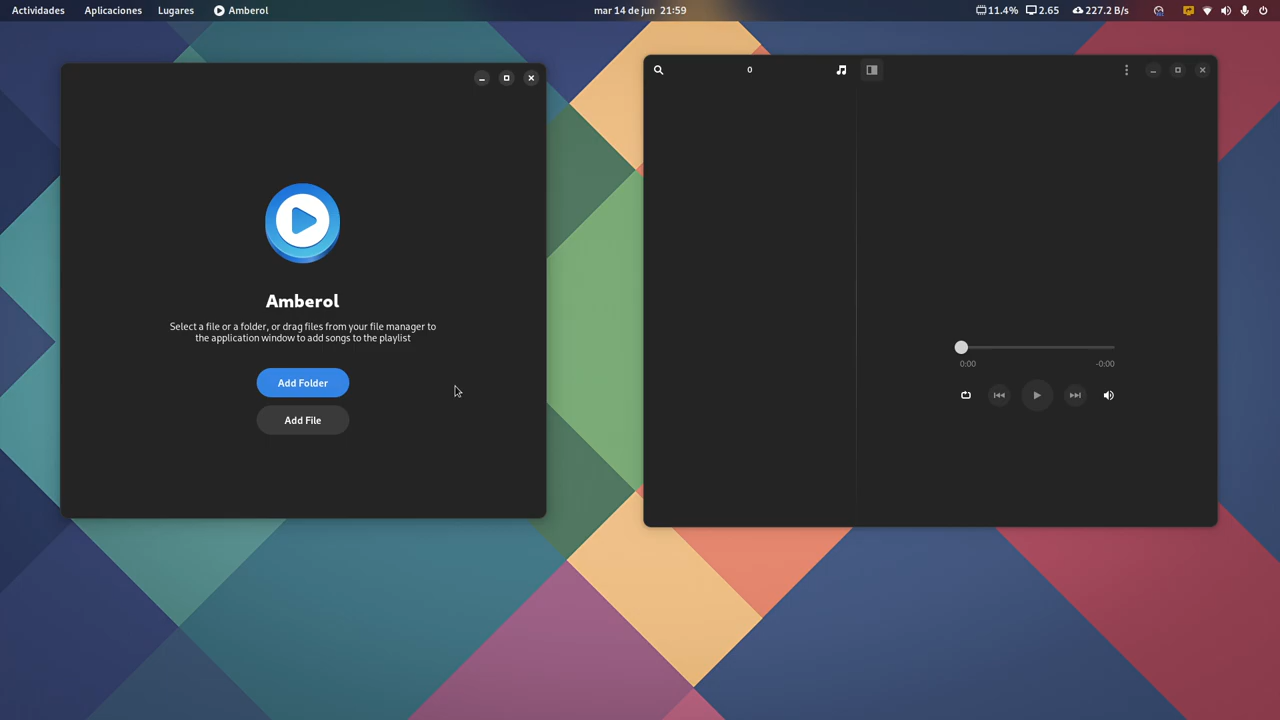 Actividades Aplicaciones Lugares Amberol mar 14 de jun 21:59 11.4% 2.65 227.2 B/s
Amberol
Select a file or a folder, or drag files from your file manager to
the application window to add songs to the playlist
Add Folder
Add File
0
0:00 -0:00